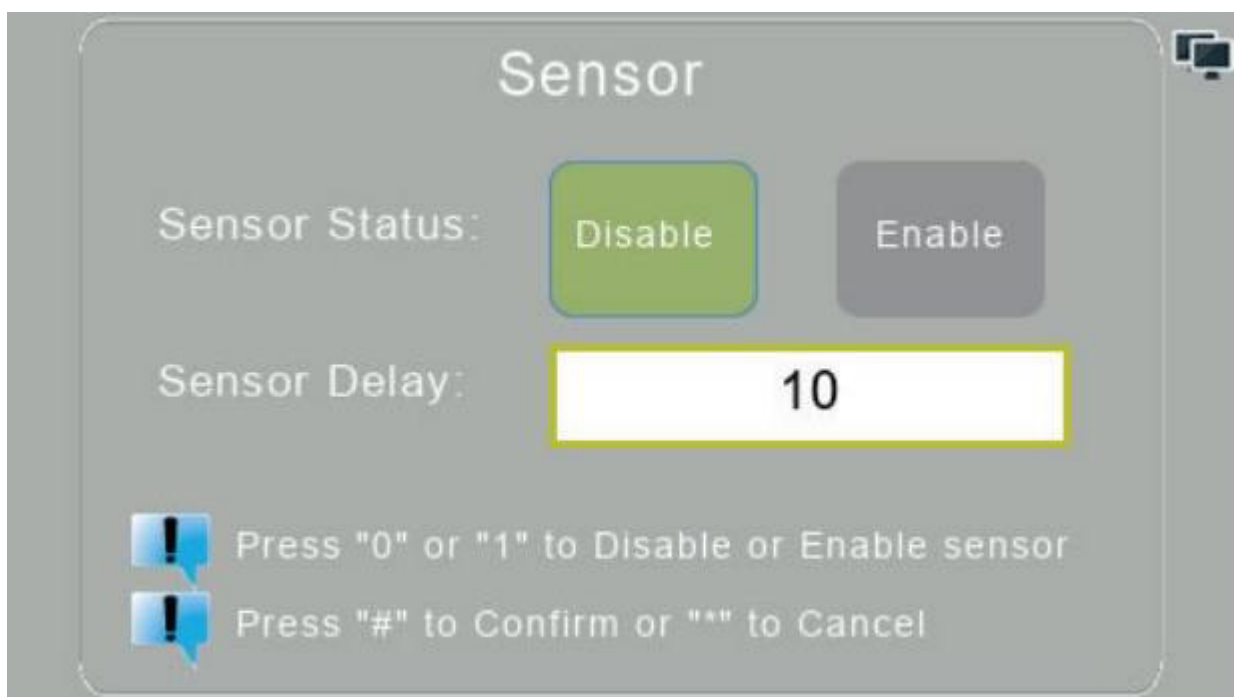 Sensor
Sensor Status: Disable Enable
Sensor Delay: 10
Press "0" or "1" to Disable or Enable sensor
Press "#" to Confirm or "*" to Cancel